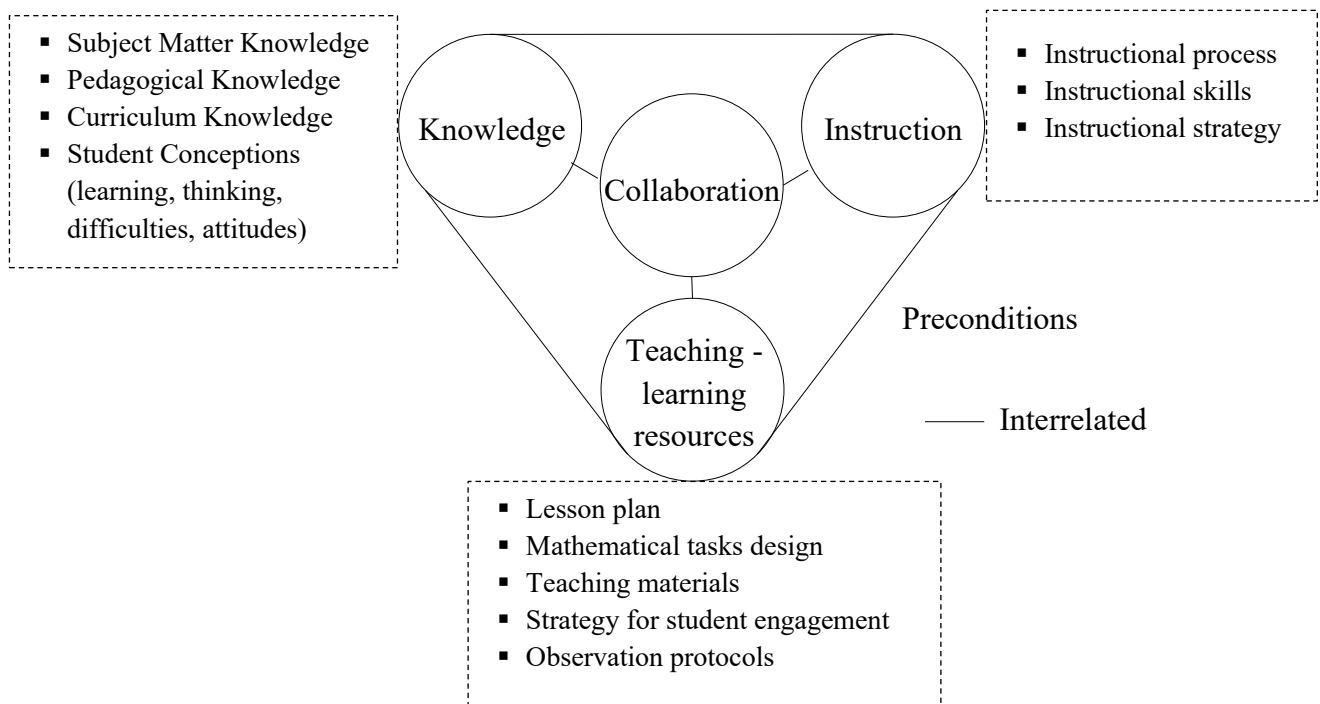 ▪ Subject Matter Knowledge
▪ Pedagogical Knowledge
▪ Curriculum Knowledge
▪ Student Conceptions
(learning, thinking,
difficulties, attitudes)
Knowledge
Collaboration
Instruction
▪ Instructional process
▪ Instructional skills
▪ Instructional strategy
Teaching -
learning
resources
Preconditions
Interrelated
▪ Lesson plan
▪ Mathematical tasks design
▪ Teaching materials
▪ Strategy for student engagement
▪ Observation protocols